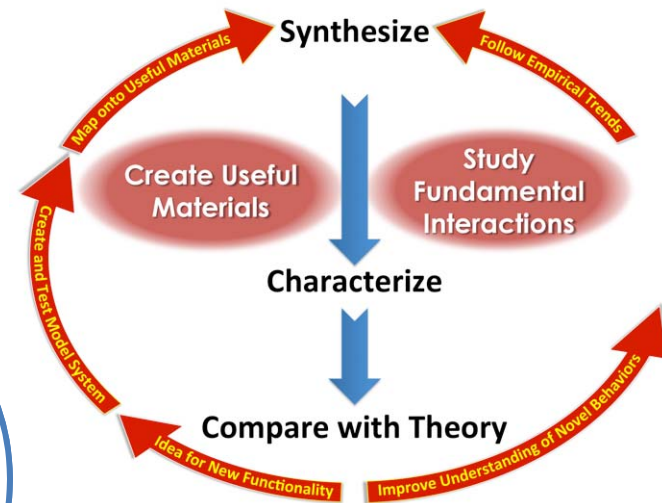 Synthesize
Map onto Useful Materials
Follow Empirical Trends
Create Useful
Materials
Study
Fundamental
Interactions
Create and Test Model System
Characterize
Compare with Theory
Idea for New Functionality
Improve Understanding of Novel Behaviors